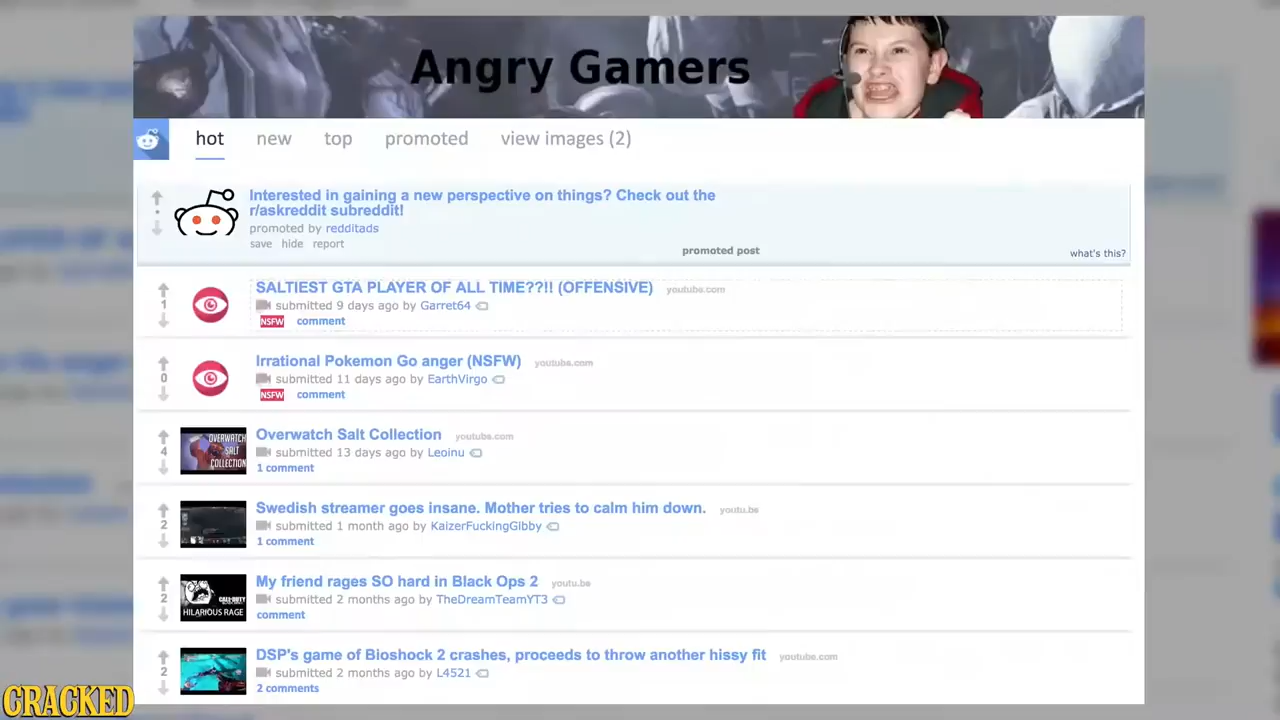 Angry Gamers
hot new top promoted view images (2)
Interested in gaining a new perspective on things? Check out the
r/askreddit subreddit!
promoted by redditads
save hide report
promoted post
what's this?
SALTIEST GTA PLAYER OF ALL TIME??!! (OFFENSIVE) youtube.com
1
submitted 9 days ago by Garret64
NSFW comment
Irrational Pokemon Go anger (NSFW) youtube.com
0
submitted 11 days ago by EarthVirgo
NSFW comment
OVERWATCH
SALT
COLLECTION
Overwatch Salt Collection youtube.com
4
submitted 13 days ago by Leoinu
1 comment
Swedish streamer goes insane. Mother tries to calm him down. youtu.be
2
submitted 1 month ago by KaizerFuckingGibby
1 comment
My friend rages SO hard in Black Ops 2 youtu.be
2
submitted 2 months ago by TheDreamTeamYT3
CALL·DUTY
HILARIOUS RAGE
comment
DSP's game of Bioshock 2 crashes, proceeds to throw another hissy fit youtube.com
2
submitted 2 months ago by L4521
2 comments
CRACKED